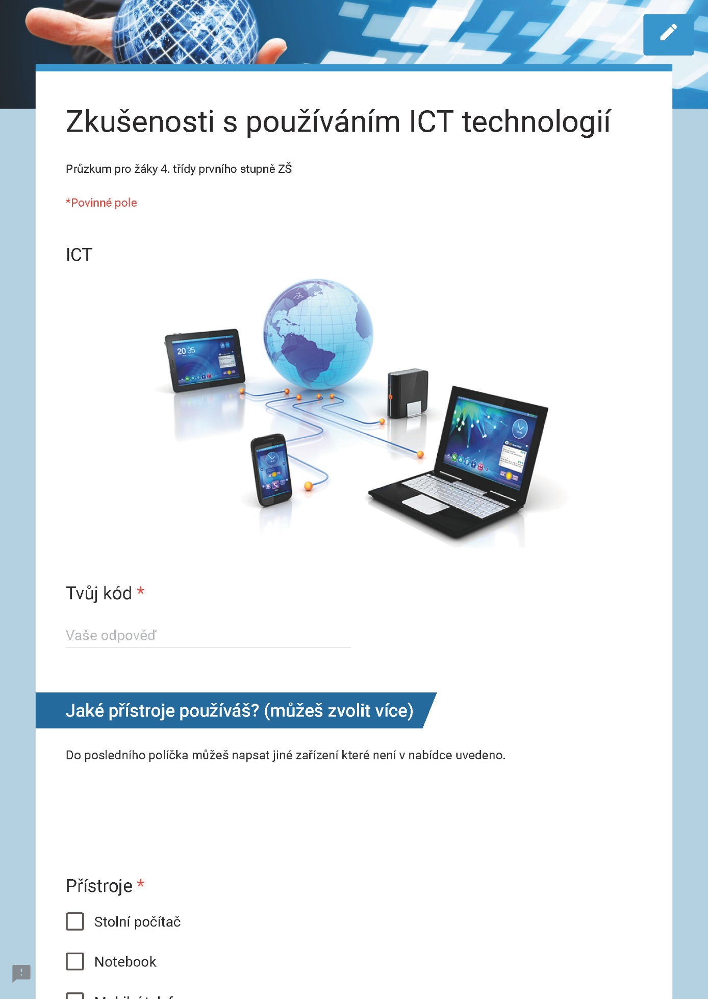 Zkušenosti s používáním ICT technologií
Průzkum pro žáky 4. třídy prvního stupně ZŠ
*Povinné pole
ICT
20 35
Tvůj kód *
Vaše odpověď
Jaké přístroje používáš? (můžeš zvolit více)
Do posledního políčka můžeš napsat jiné zařízení které není v nabídce uvedeno.
Přístroje *
Stolní počítač
Notebook